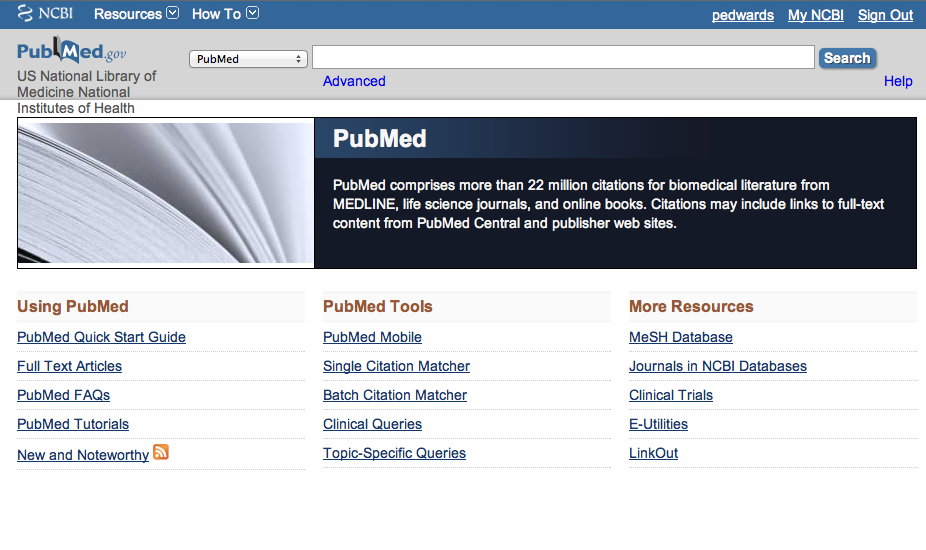 NCBI Resources How To pedwards My NCBI Sign Out
PubMed.gov
PubMed Search
US National Library of
Medicine National
Institutes of Health
Advanced Help
PubMed
PubMed comprises more than 22 million citations for biomedical literature from
MEDLINE, life science journals, and online books. Citations may include links to full-text
content from PubMed Central and publisher web sites.
Using PubMed
PubMed Quick Start Guide
Full Text Articles
PubMed FAQs
PubMed Tutorials
New and Noteworthy
PubMed Tools
PubMed Mobile
Single Citation Matcher
Batch Citation Matcher
Clinical Queries
Topic-Specific Queries
More Resources
MeSH Database
Journals in NCBI Databases
Clinical Trials
E-Utilities
LinkOut